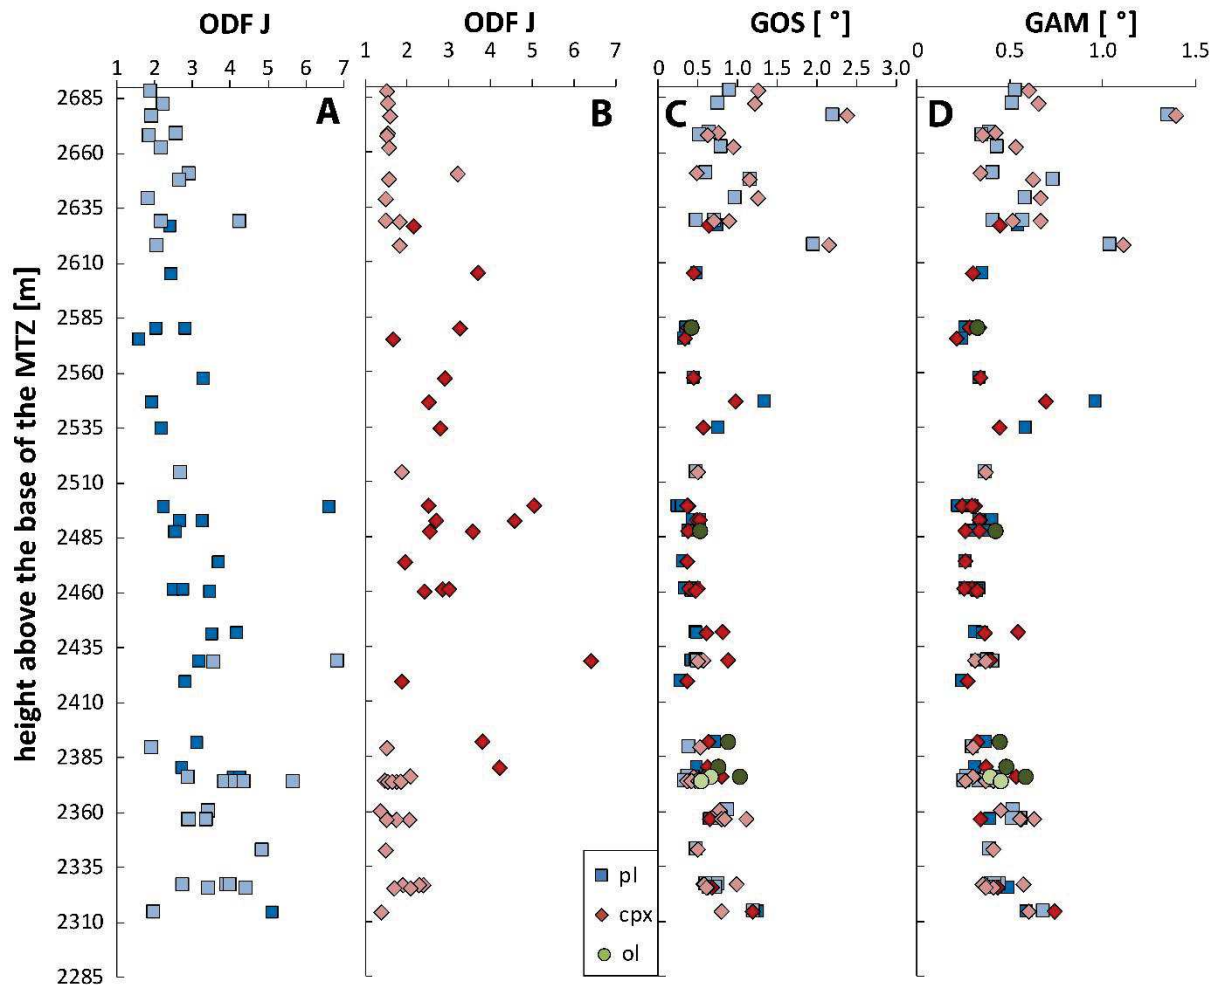 ODF J ODF J GOS [ °] GAM [ °]
1 2 3 4 5 6 7 1 2 3 4 5 6 7 0 0.5 1.0 1.5 2.0 2.5 3.0 0 0.5 1.0 1.5
A B C D
height above the base of the MTZ [m]
2685
2660
2635
2610
2585
2560
2535
2510
2485
2460
2435
2410
2385
2360
2335
2310
2285
pl
cpx
ol